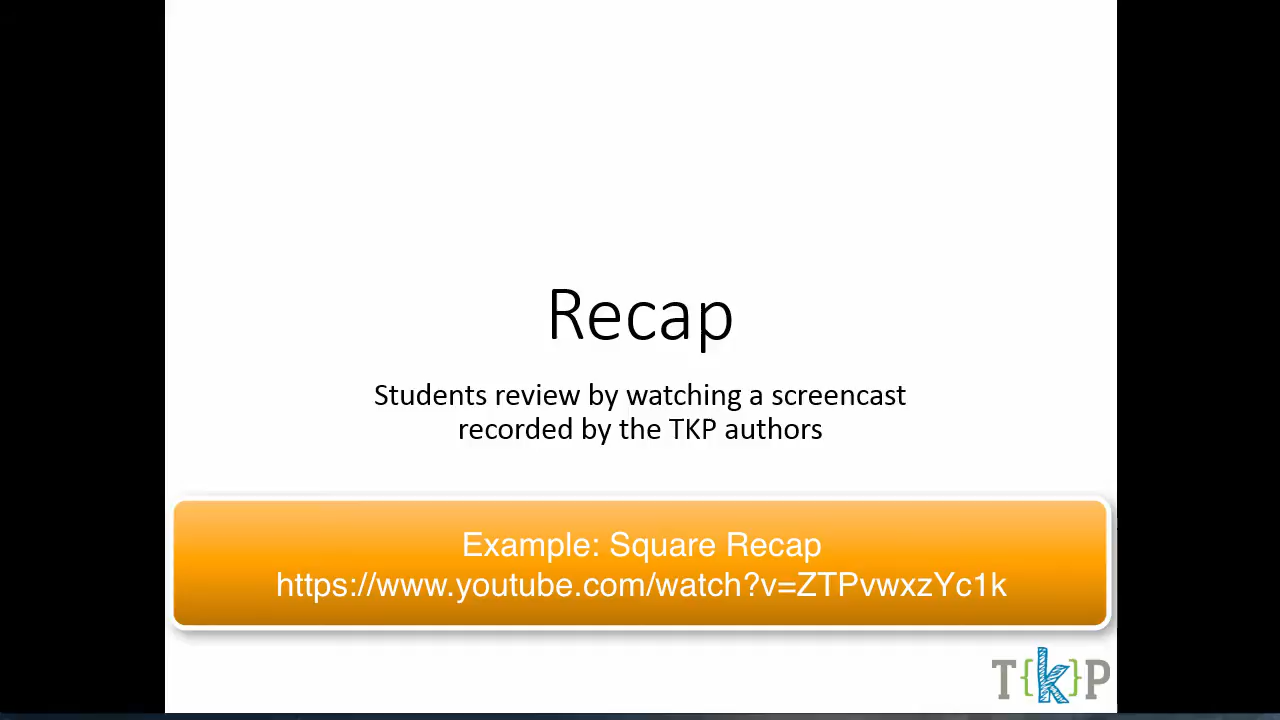 Recap
Students review by watching a screencast
recorded by the TKP authors
Example: Square Recap
https://www.youtube.com/watch?v=ZTPvwxzYc1k
T{k}P